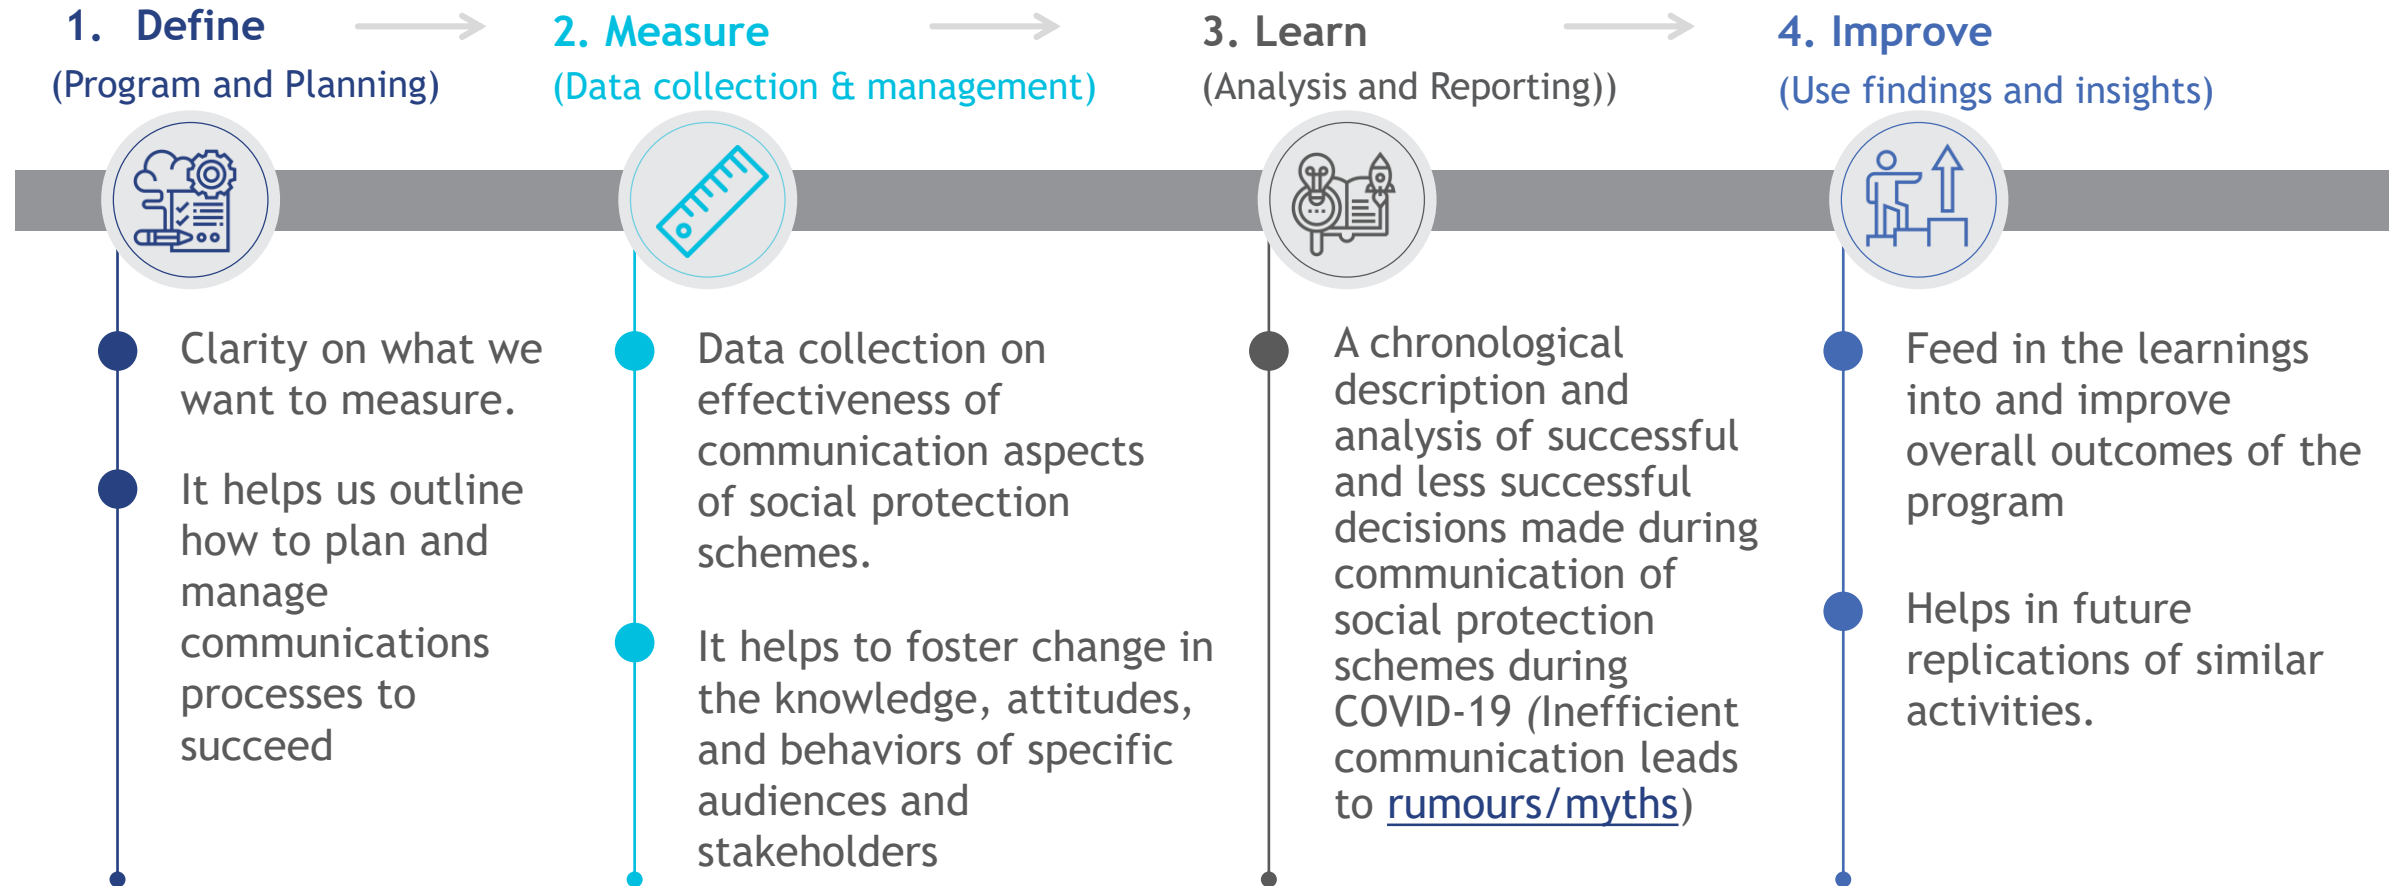 1. Define
(Program and Planning)
Clarity on what we
want to measure.
It helps us outline
how to plan and
manage
communications
processes to
succeed
2. Measure
(Data collection & management)
Data collection on
effectiveness of
communication aspects
of social protection
schemes.
It helps to foster change in
the knowledge, attitudes,
and behaviors of specific
audiences and
stakeholders
3. Learn
(Analysis and Reporting))
A chronological
description and
analysis of successful
and less successful
decisions made during
communication of
social protection
schemes during
COVID-19 (Inefficient
communication leads
to rumours/myths)
4. Improve
(Use findings and insights)
Feed in the learnings
into and improve
overall outcomes of the
program
Helps in future
replications of similar
activities.